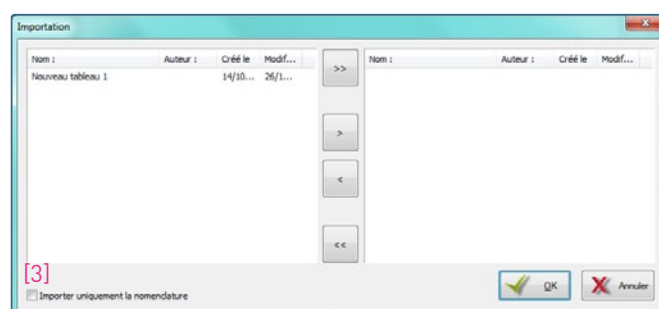 Importation
Nom : Auteur : Créé le Modif...
Nouveau tableau 1 14/10... 26/1...
>>
>
<
<<
Nom : Auteur : Créé le Modif...
[3]
Importer uniquement la nomenclature
OK
Annuler